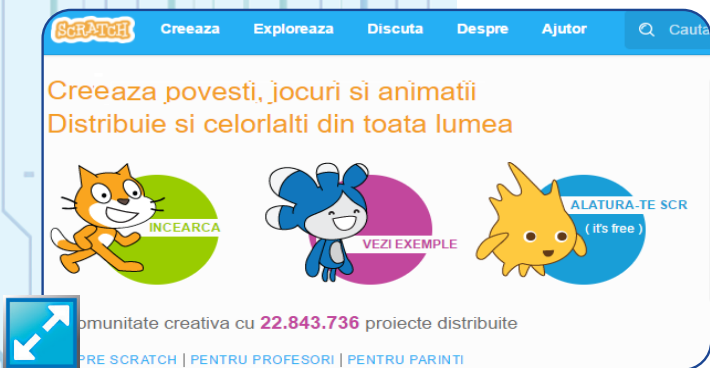 SCRATCH Creeaza Exploreaza Discuta Despre Ajutor Cauta
Creeaza povesti, jocuri si animatii
Distribuie si celorlalti din toata lumea
INCEARCA
VEZI EXEMPLE
ALATURA-TE SCR
( it's free )
omunitate creativa cu 22.843.736 proiecte distribuite
PRE SCRATCH | PENTRU PROFESORI | PENTRU PARINTI